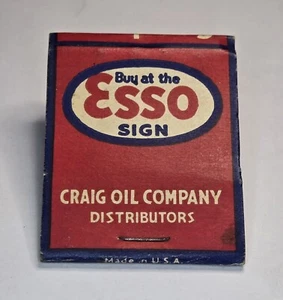 Buy at the
Esso
SIGN
CRAIG OIL COMPANY
DISTRIBUTORS
Made in U.S.A.